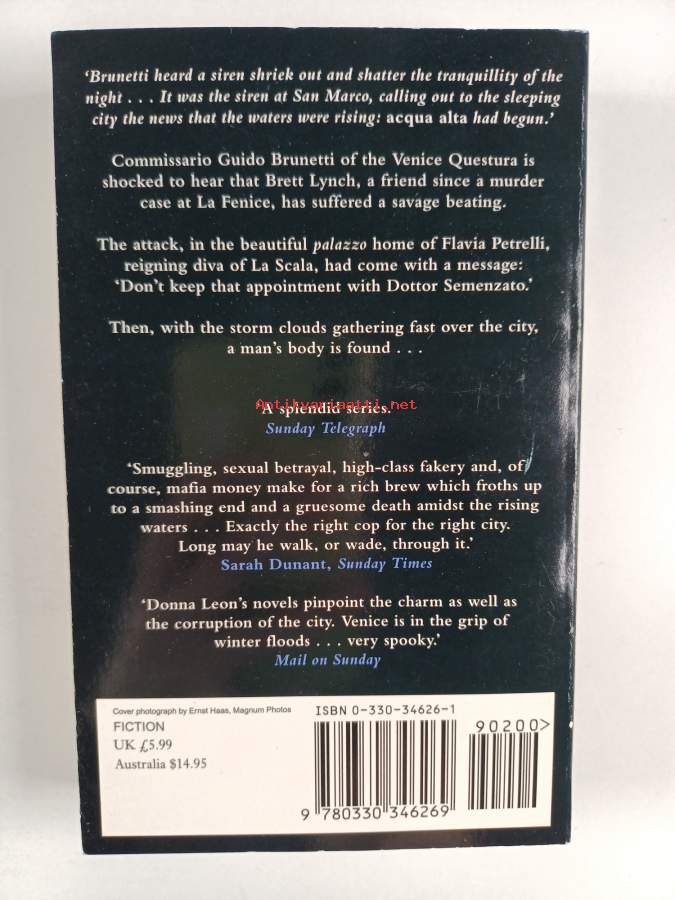 ‘Brunetti heard a siren shriek out and shatter the tranquillity of the
night . . . It was the siren at San Marco, calling out to the sleeping
city the news that the waters were rising: acqua alta had begun.’
Commissario Guido Brunetti of the Venice Questura is
shocked to hear that Brett Lynch, a friend since a murder
case at La Fenice, has suffered a savage beating.
The attack, in the beautiful palazzo home of Flavia Petrelli,
reigning diva of La Scala, had come with a message:
‘Don’t keep that appointment with Dottor Semenzato.’
Then, with the storm clouds gathering fast over the city,
a man’s body is found . . .
‘A splendid series.’
Antikvariaatti.net
Sunday Telegraph
‘Smuggling, sexual betrayal, high-class fakery and, of
course, mafia money make for a rich brew which froths up
to a smashing end and a gruesome death amidst the rising
waters . . . Exactly the right cop for the right city.
Long may he walk, or wade, through it.’
Sarah Dunant, Sunday Times
‘Donna Leon’s novels pinpoint the charm as well as
the corruption of the city. Venice is in the grip of
winter floods . . . very spooky.’
Mail on Sunday
Cover photograph by Ernst Haas, Magnum Photos
FICTION
UK £5.99
Australia $14.95
ISBN 0-330-34626-1
90200>
9 780330 346269